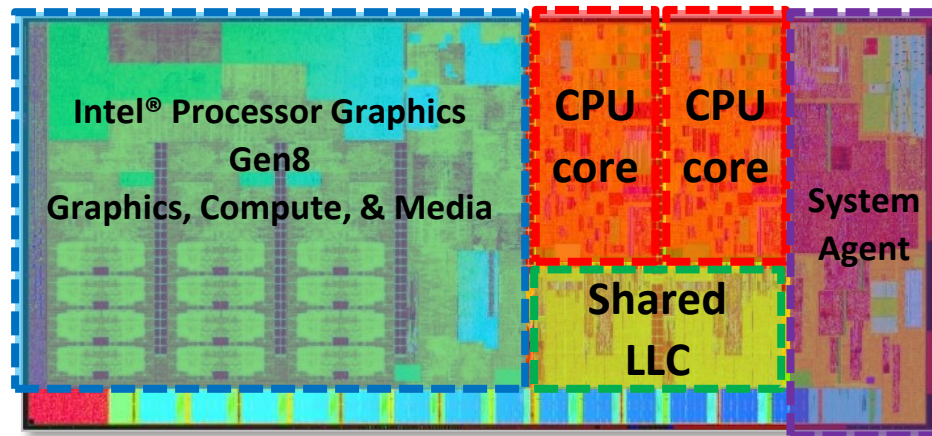 Intel® Processor Graphics
Gen8
Graphics, Compute, & Media
CPU
core
CPU
core
System
Agent
Shared
LLC